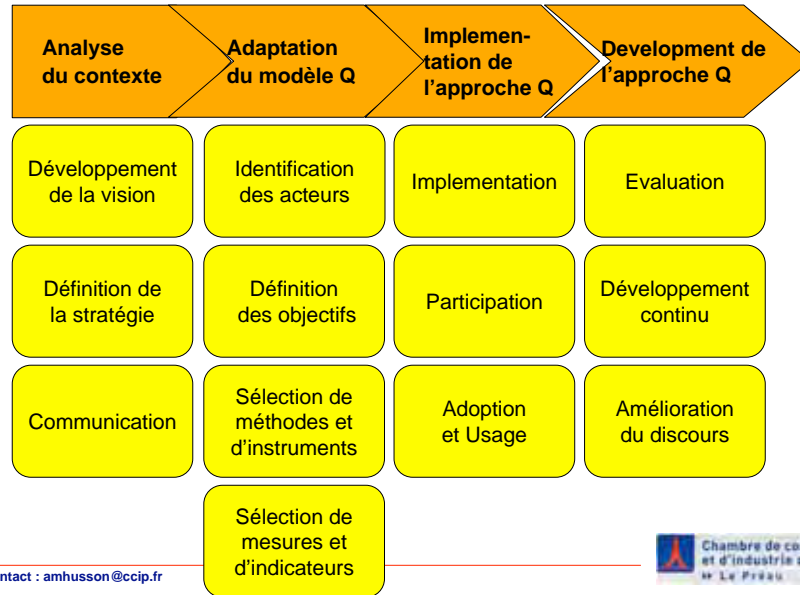 Analyse
du contexte
Adaptation
du modèle Q
Implemen-
tation de
l'approche Q
Development de
l'approche Q
Développement
de la vision
Identification
des acteurs
Implementation
Evaluation
Définition de
la stratégie
Définition
des objectifs
Participation
Développement
continu
Communication
Sélection de
méthodes et
d'instruments
Adoption
et Usage
Amélioration
du discours
Sélection de
mesures et
d'indicateurs
ntact : amhusson@ccip.fr
Chambre de co
et d'industrie
Le Préau